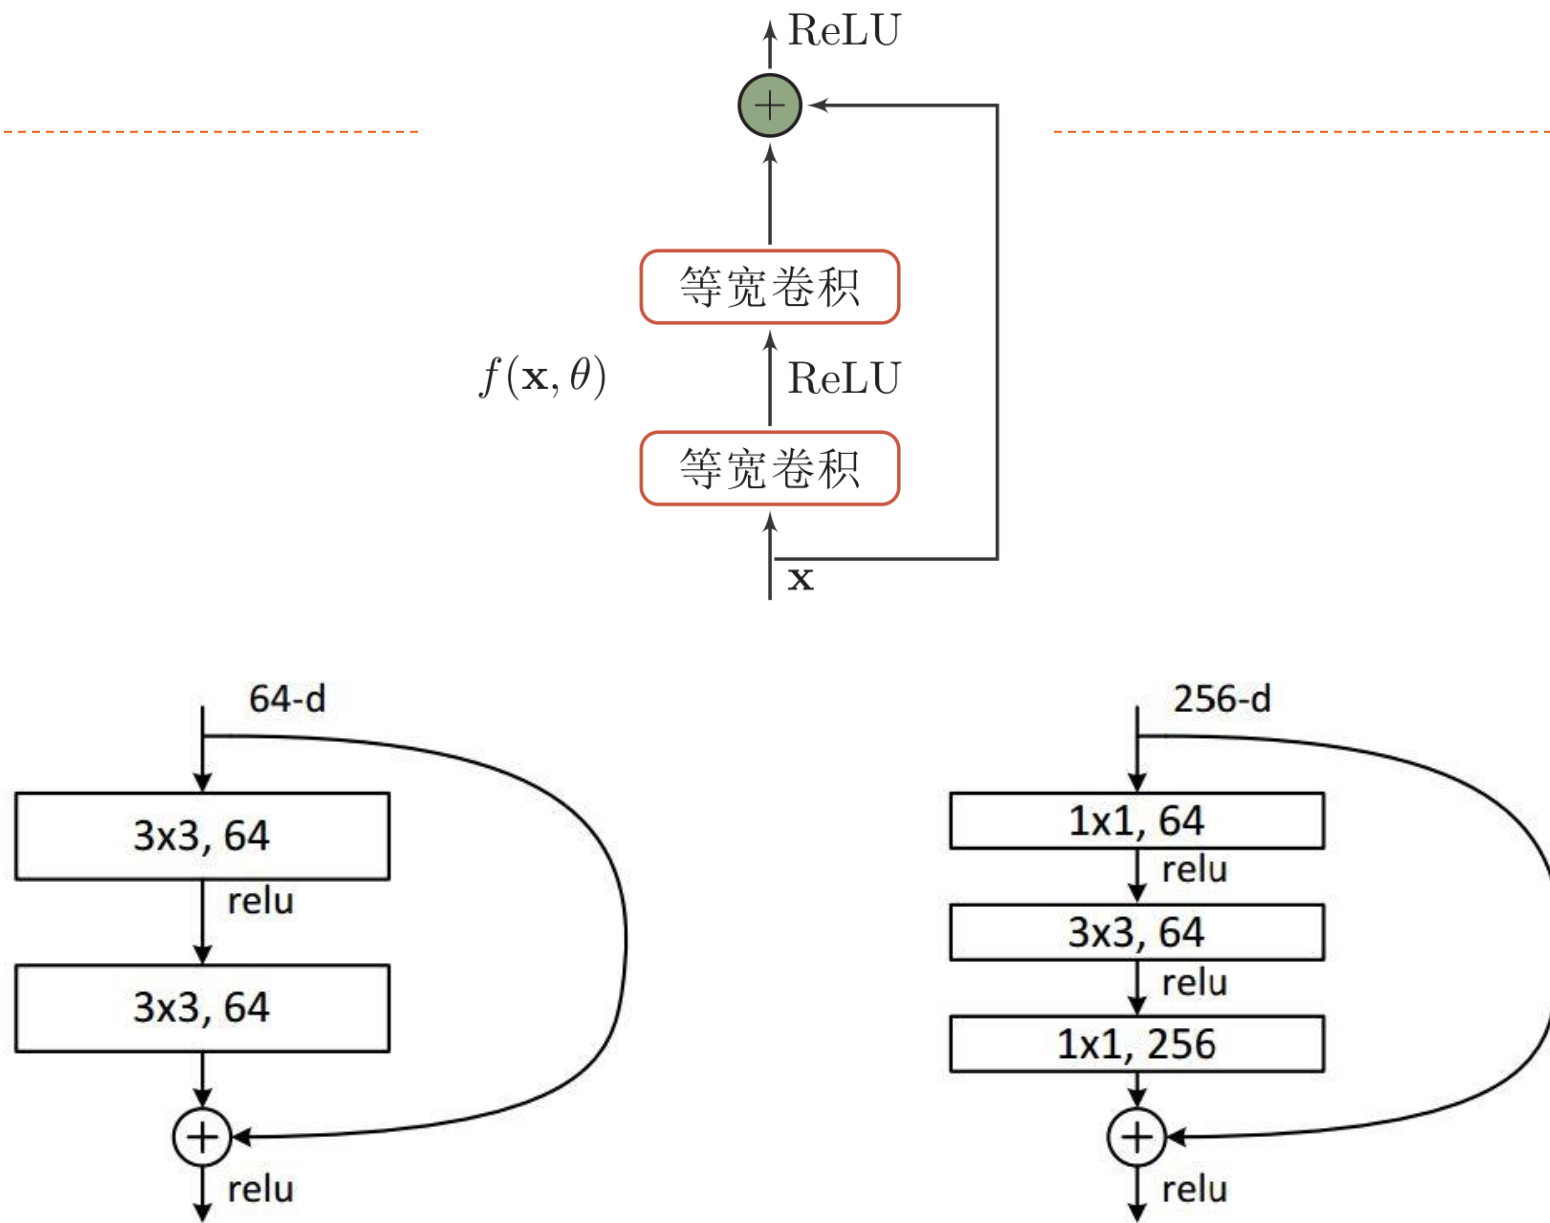 ReLU
+
等宽卷积
f(x, θ)
ReLU
等宽卷积
x
64-d
3x3, 64
relu
3x3, 64
+
relu
256-d
1x1, 64
relu
3x3, 64
relu
1x1, 256
+
relu